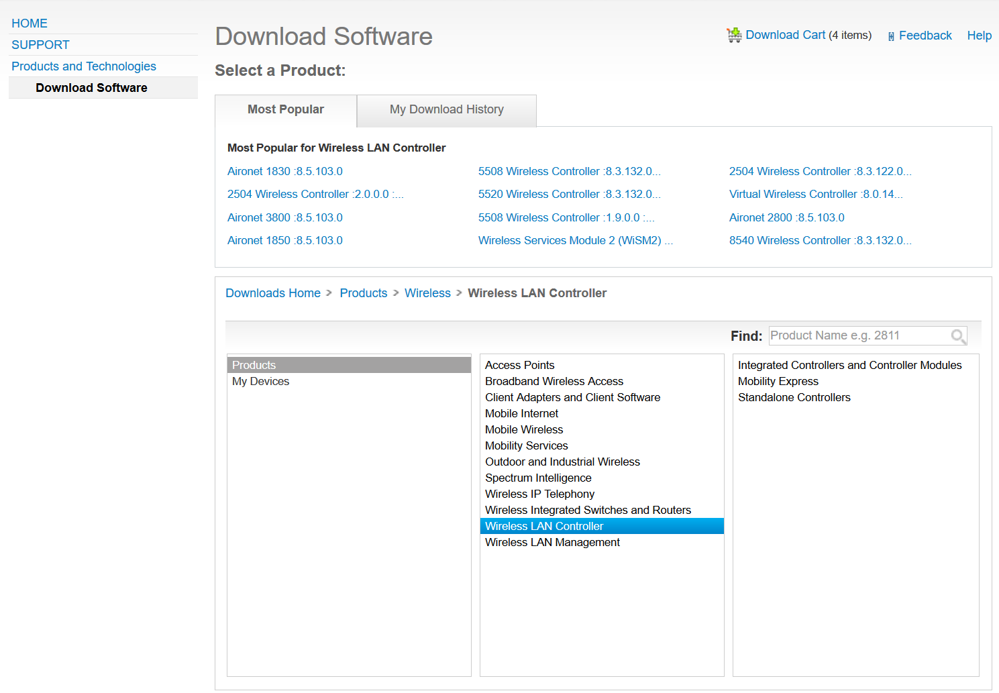 HOME
SUPPORT
Products and Technologies
Download Software
Download Software
Download Cart (4 items)
Feedback
Help
Select a Product:
Most Popular
My Download History
Most Popular for Wireless LAN Controller
Aironet 1830 :8.5.103.0
5508 Wireless Controller :8.3.132.0...
2504 Wireless Controller :8.3.122.0...
2504 Wireless Controller :2.0.0.0 :...
5520 Wireless Controller :8.3.132.0...
Virtual Wireless Controller :8.0.14...
Aironet 3800 :8.5.103.0
5508 Wireless Controller :1.9.0.0 :...
Aironet 2800 :8.5.103.0
Aironet 1850 :8.5.103.0
Wireless Services Module 2 (WiSM2) ...
8540 Wireless Controller :8.3.132.0...
Downloads Home > Products > Wireless > Wireless LAN Controller
Find: Product Name e.g. 2811
Products
My Devices
Access Points
Broadband Wireless Access
Client Adapters and Client Software
Mobile Internet
Mobile Wireless
Mobility Services
Outdoor and Industrial Wireless
Spectrum Intelligence
Wireless IP Telephony
Wireless Integrated Switches and Routers
Wireless LAN Controller
Wireless LAN Management
Integrated Controllers and Controller Modules
Mobility Express
Standalone Controllers